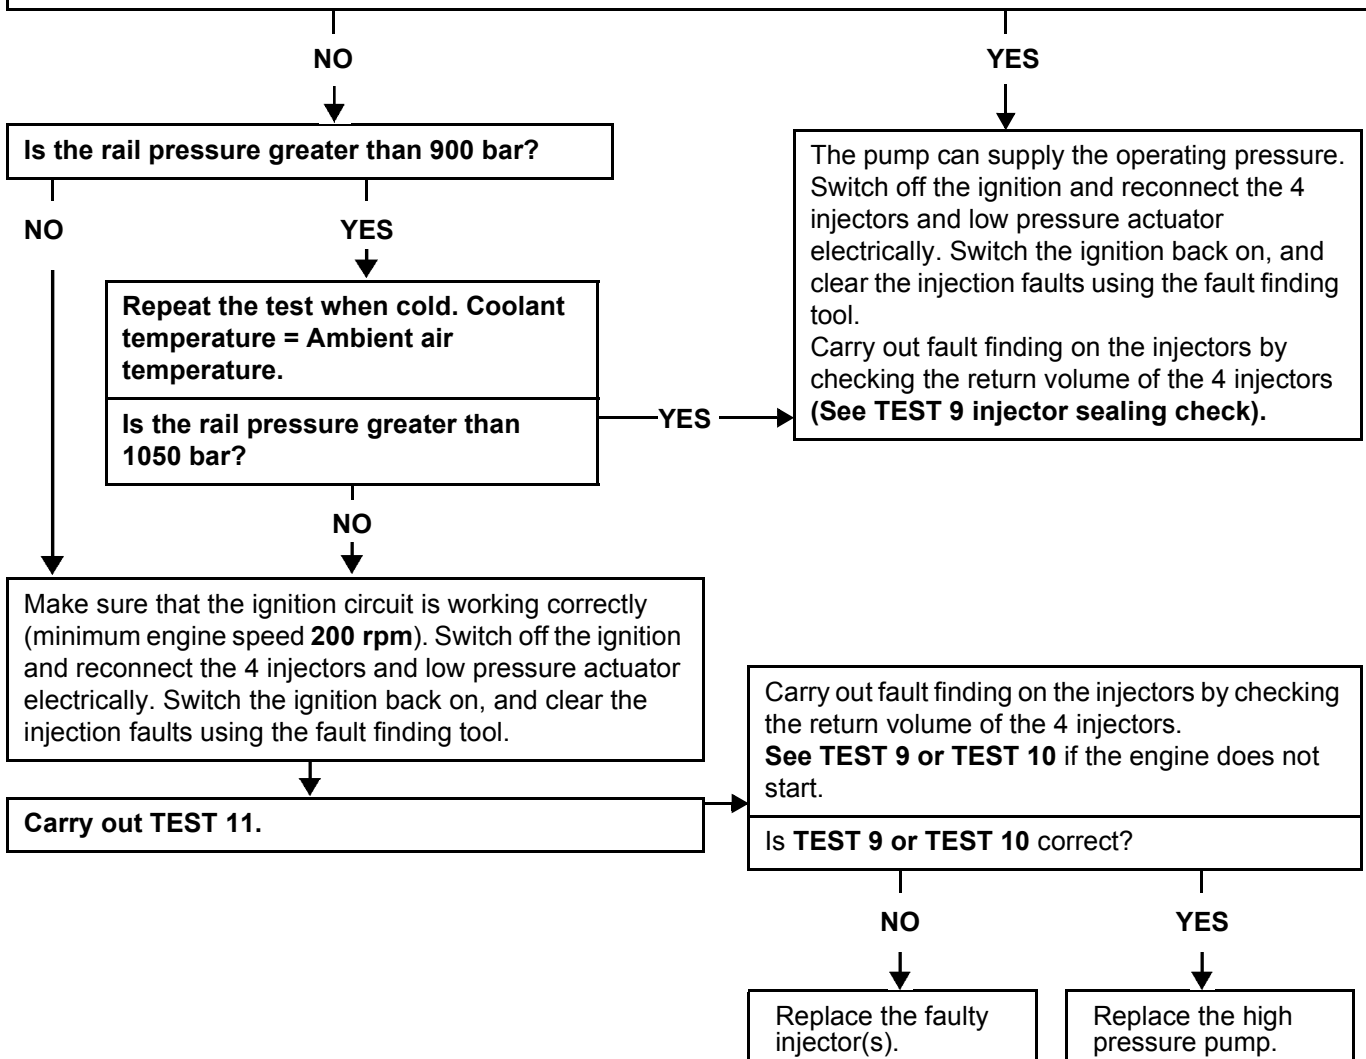 NO
YES
Is the rail pressure greater than 900 bar?
The pump can supply the operating pressure.
Switch off the ignition and reconnect the 4
injectors and low pressure actuator
electrically. Switch the ignition back on, and
clear the injection faults using the fault finding
tool.
Carry out fault finding on the injectors by
checking the return volume of the 4 injectors
(See TEST 9 injector sealing check).
NO
YES
Repeat the test when cold. Coolant
temperature = Ambient air
temperature.
Is the rail pressure greater than
1050 bar?
YES
NO
Make sure that the ignition circuit is working correctly
(minimum engine speed 200 rpm). Switch off the ignition
and reconnect the 4 injectors and low pressure actuator
electrically. Switch the ignition back on, and clear the
injection faults using the fault finding tool.
Carry out TEST 11.
Carry out fault finding on the injectors by checking
the return volume of the 4 injectors.
See TEST 9 or TEST 10 if the engine does not
start.
Is TEST 9 or TEST 10 correct?
NO
YES
Replace the faulty
injector(s).
Replace the high
pressure pump.